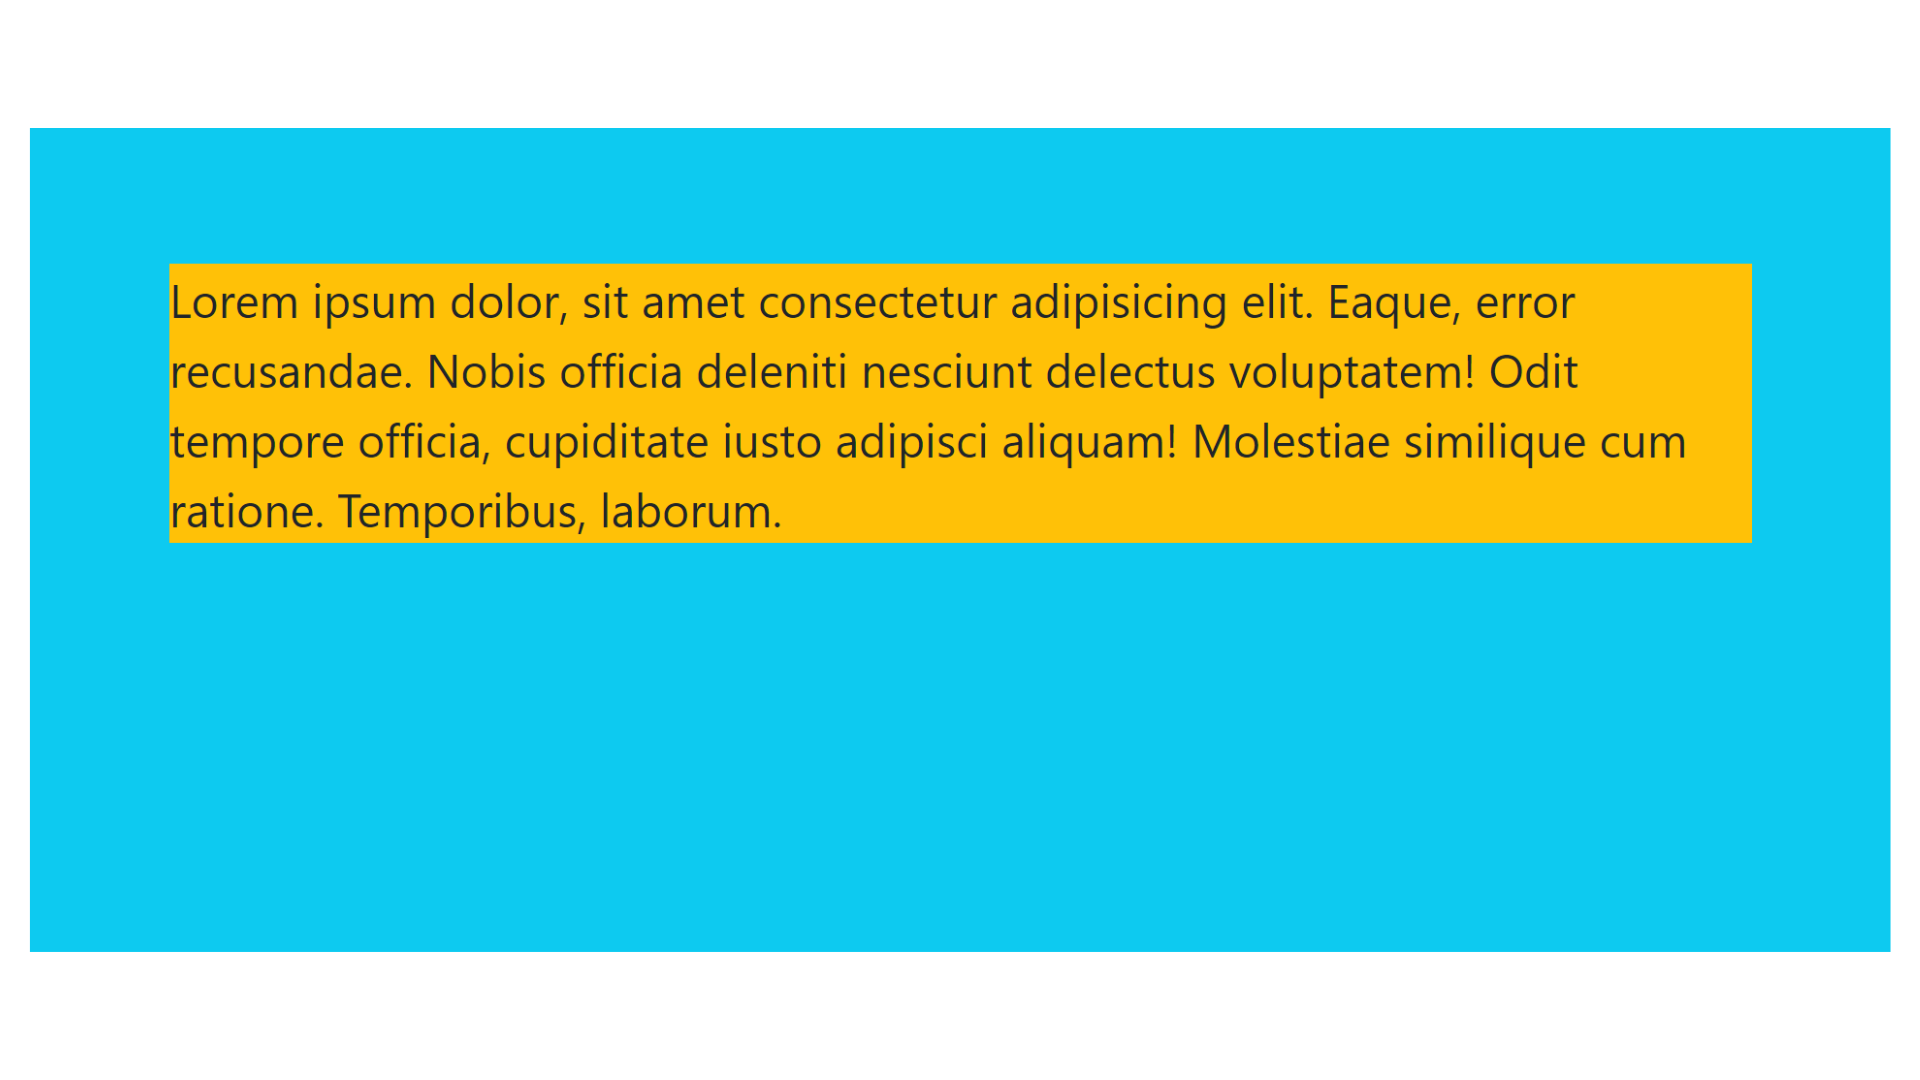 Lorem ipsum dolor, sit amet consectetur adipisicing elit. Eaque, error
recusandae. Nobis officia deleniti nesciunt delectus voluptatem! Odit
tempore officia, cupiditate iusto adipisci aliquam! Molestiae similique cum
ratione. Temporibus, laborum.